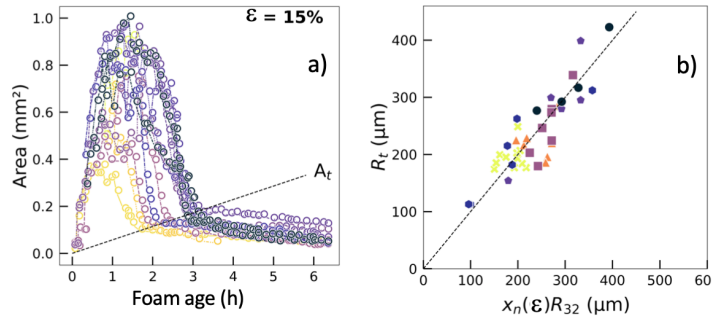 ε = 15%
a)
1.0
0.8
0.6
0.4
0.2
0.0
Area (mm²)
A_t
0 1 2 3 4 5 6
Foam age (h)
b)
400
300
200
100
0
R_t (μm)
0 100 200 300 400 500 60
x_n(ε)R_32 (μm)